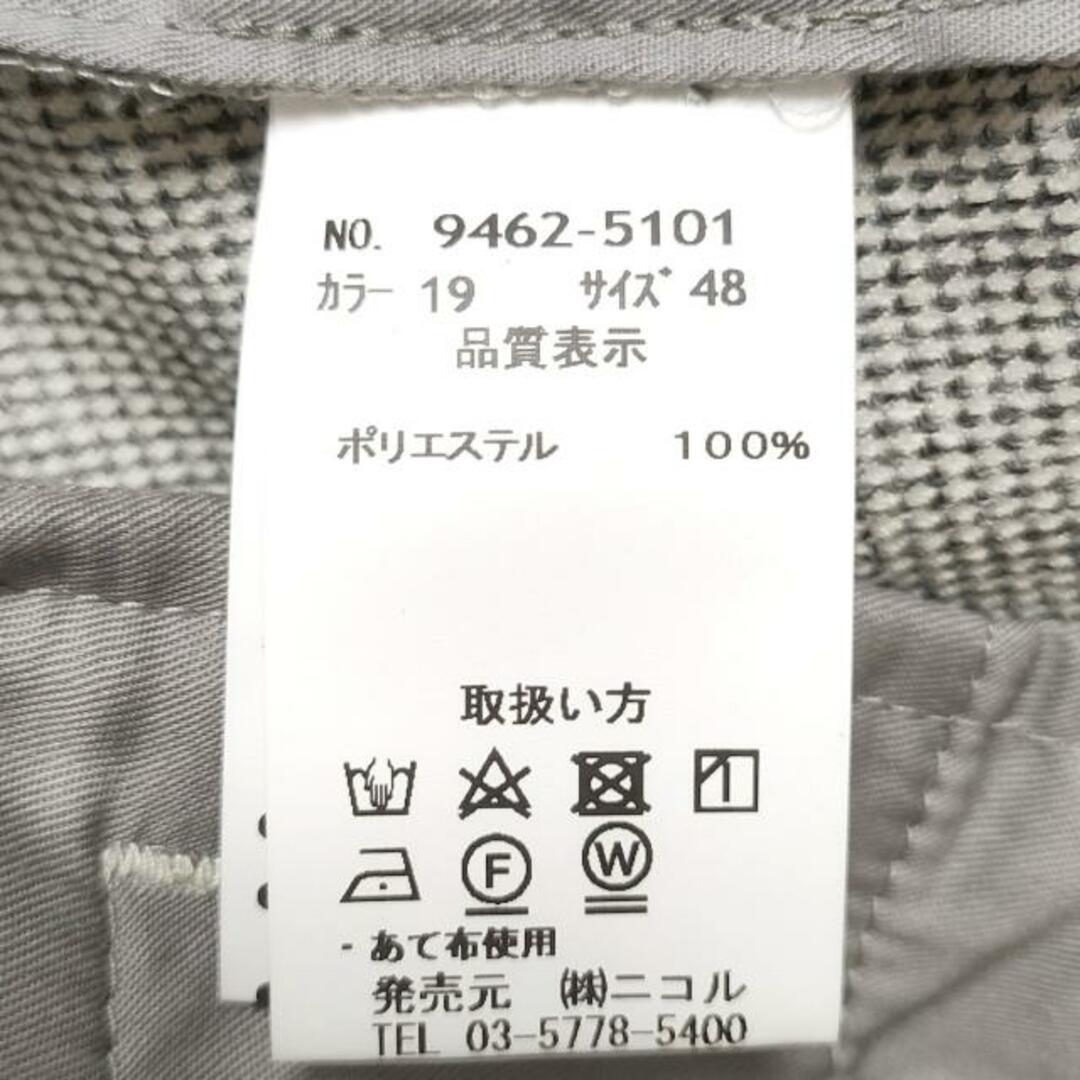 NO. 9462-5101
カラー 19 サイズ 48
品質表示
ポリエステル 100%
取扱い方
F
W
- あて布使用
発売元 (株)ニコル
TEL 03-5778-5400